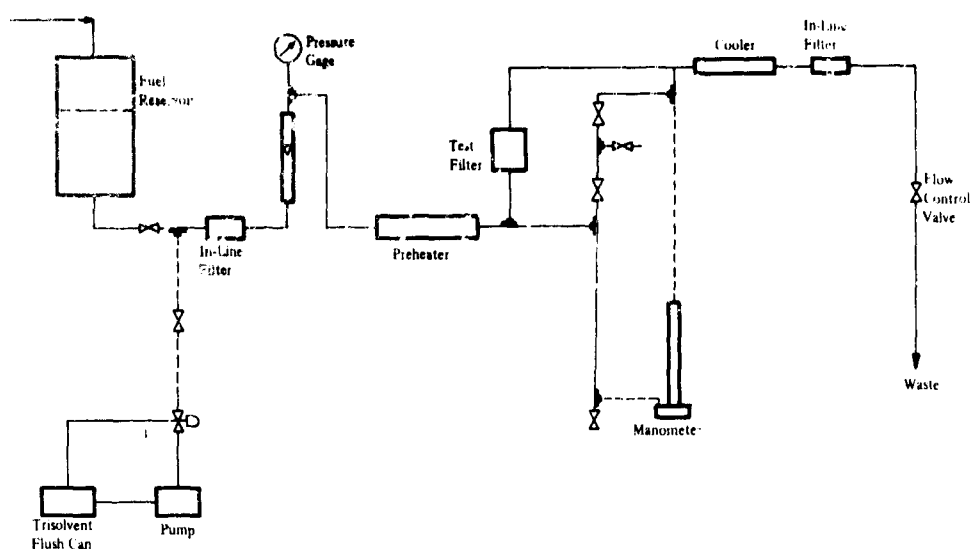 Pressure
Gage
Fuel
Reservoir
Cooler
In-Line
Filter
Test
Filter
Flow
Control
Valve
In-Line
Filter
Preheater
Waste
Manometer
Trisolvent
Flush Can
Pump